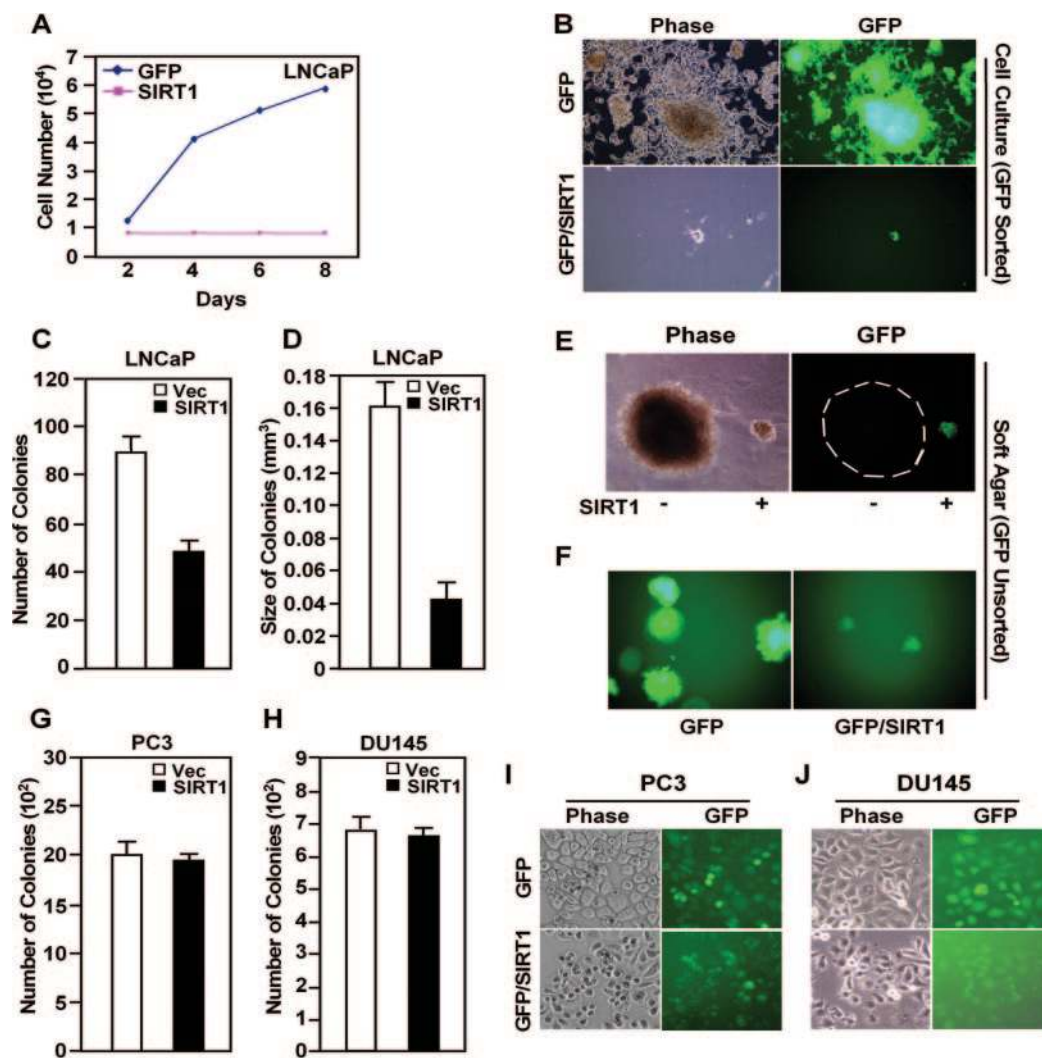 A
Cell Number (10⁴)
7
6
5
4
3
2
1
0
GFP
SIRT1
LNCaP
2 4 6 8
Days
B
Phase GFP
GFP
GFP/SIRT1
Cell Culture (GFP Sorted)
C
LNCaP
Number of Colonies
120
100
80
60
40
20
0
Vec
SIRT1
D
LNCaP
Size of Colonies (mm³)
0.18
0.16
0.14
0.12
0.10
0.08
0.06
0.04
0.02
0
Vec
SIRT1
E
Phase GFP
SIRT1 - + - +
F
GFP GFP/SIRT1
Soft Agar (GFP Unsorted)
G
PC3
Number of Colonies (10²)
30
25
20
15
10
5
0
Vec
SIRT1
H
DU145
Number of Colonies (10²)
9
8
7
6
5
4
3
2
1
0
Vec
SIRT1
I
PC3
Phase GFP
GFP
GFP/SIRT1
J
DU145
Phase GFP